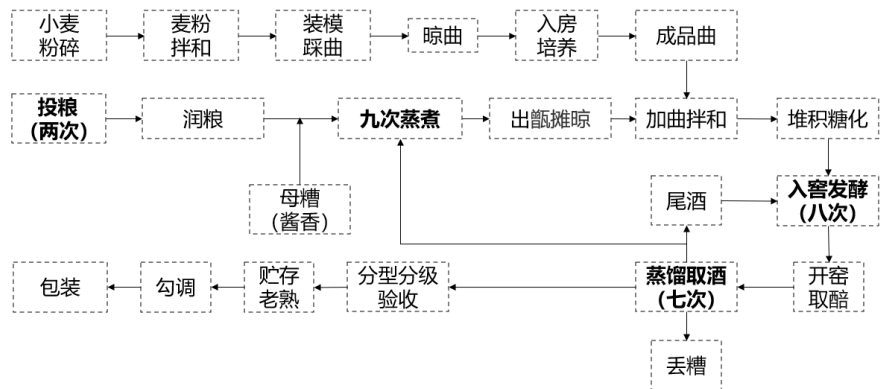 小麦
粉碎
麦粉
拌和
装模
踩曲
晾曲
入房
培养
成品曲
投粮
（两次）
润粮
九次蒸煮
出甑摊晾
加曲拌和
堆积糖化
母糟
（酱香）
尾酒
入窖发酵
（八次）
包装
勾调
贮存
老熟
分型分级
验收
蒸馏取酒
（七次）
开窑
取醅
丢糟